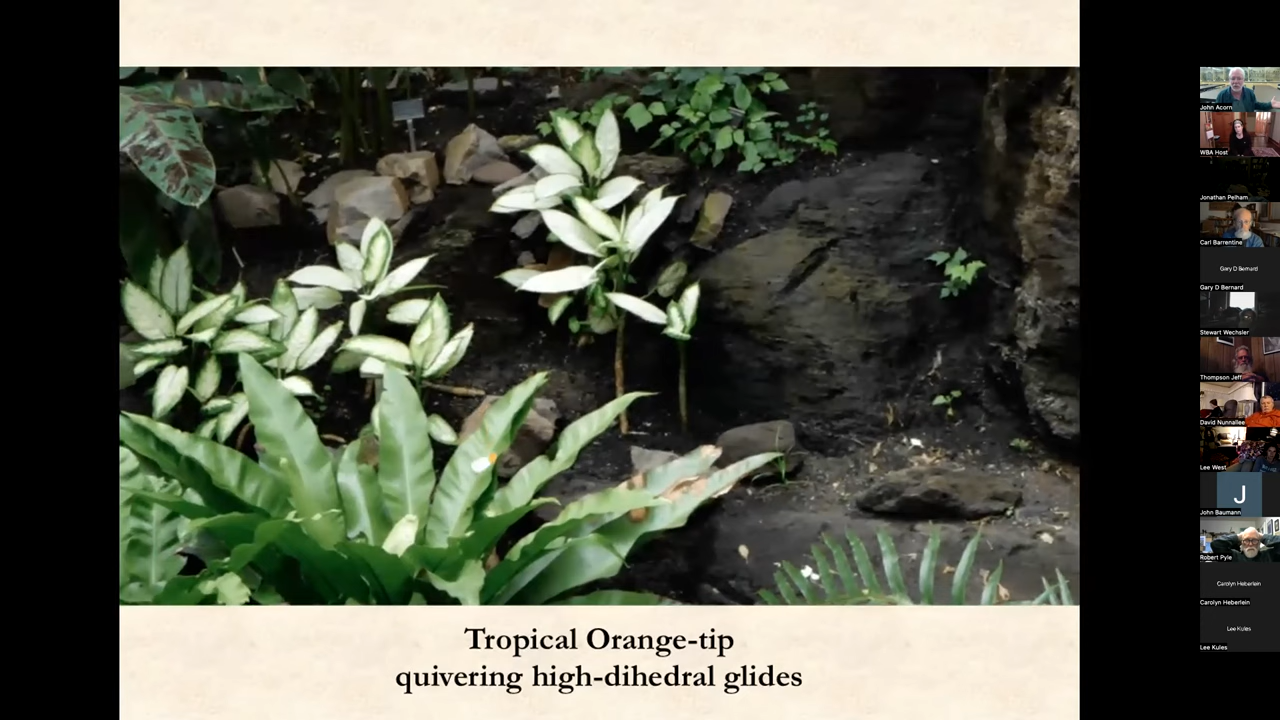 Tropical Orange-tip
quivering high-dihedral glides
John Acorn
WBA Host
Jonathan Pelham
Carl Barrentine
Gary D Bernard
Gary D Bernard
Stewart Wechsler
Thompson Jeff
David Nunnallee
Lee West
J
John Baumann
Robert Pyle
Carolyn Heberlein
Carolyn Heberlein
Lee Kules
Lee Kules